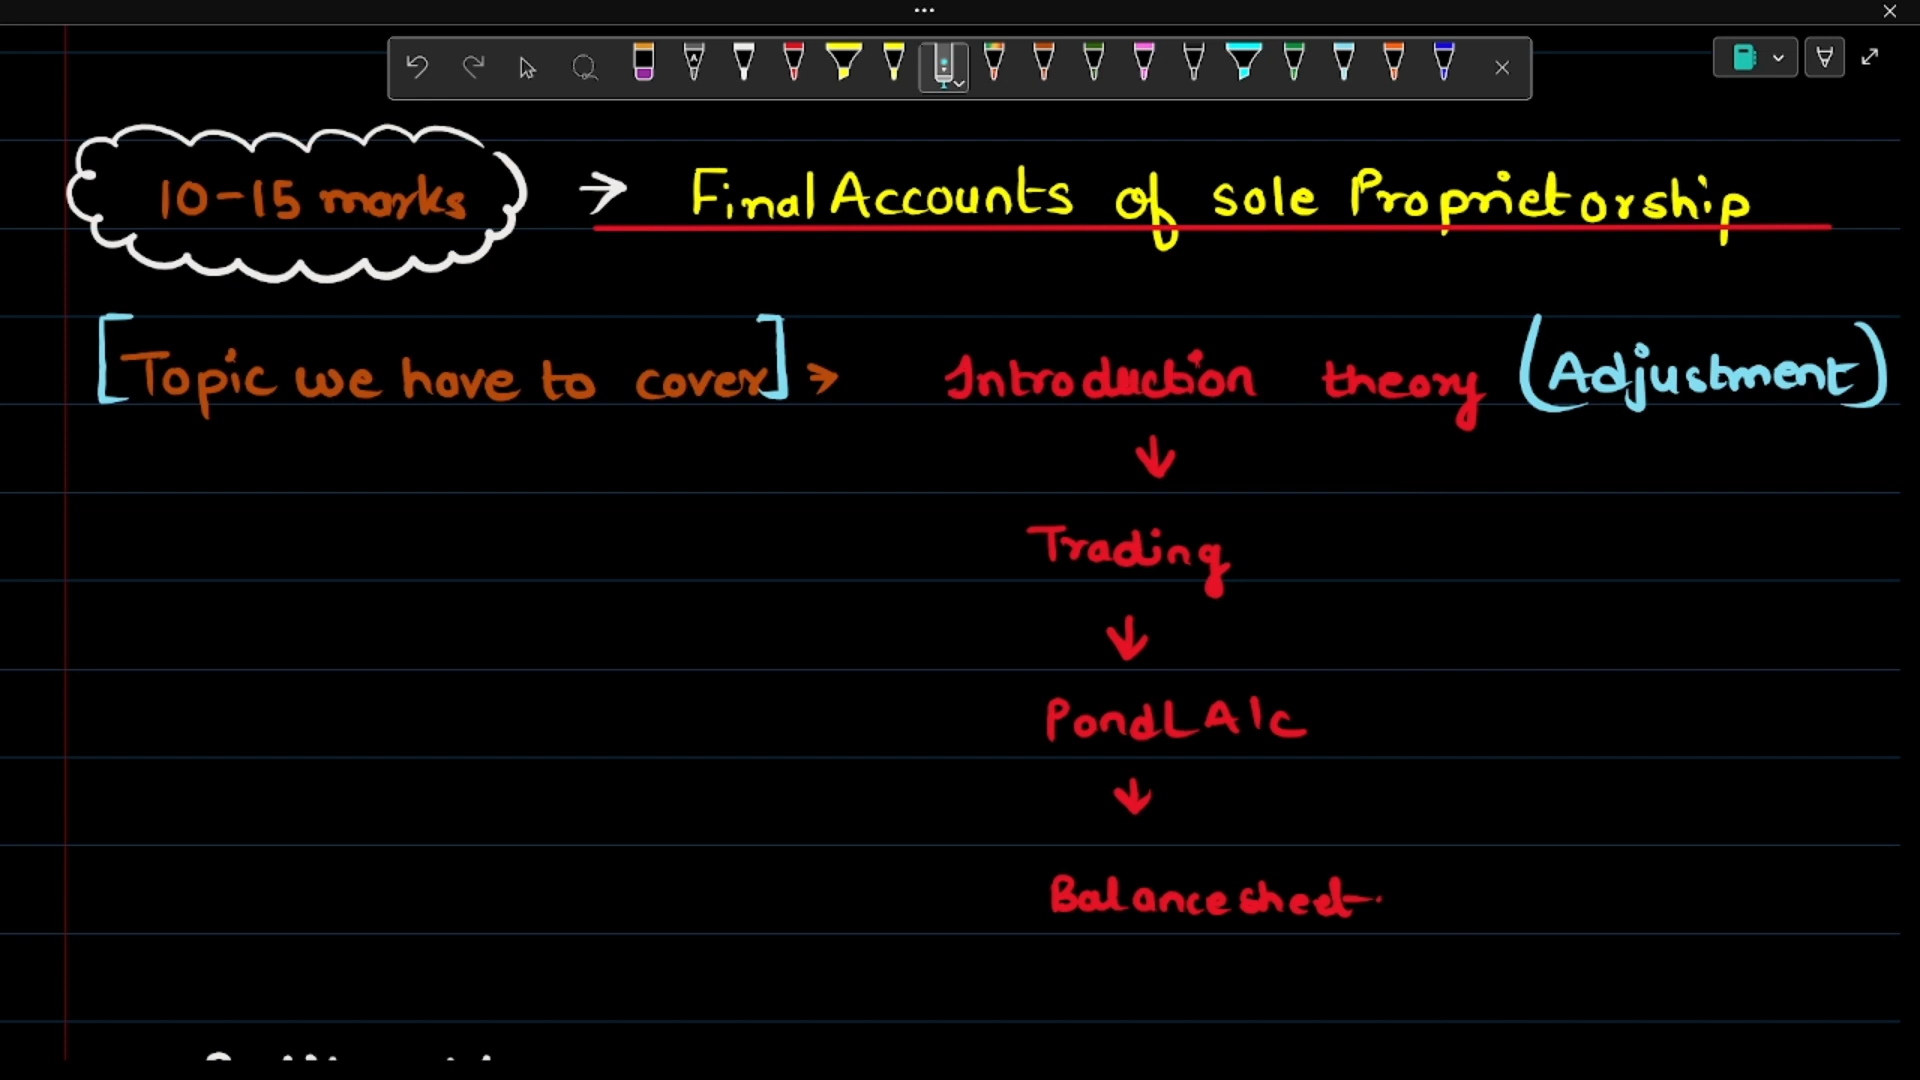 10-15 marks → Final Accounts of sole Proprietorship
[Topic we have to cover] → Introduction theory (Adjustment)
↓
Trading
↓
P and L A/c
↓
Balance sheet